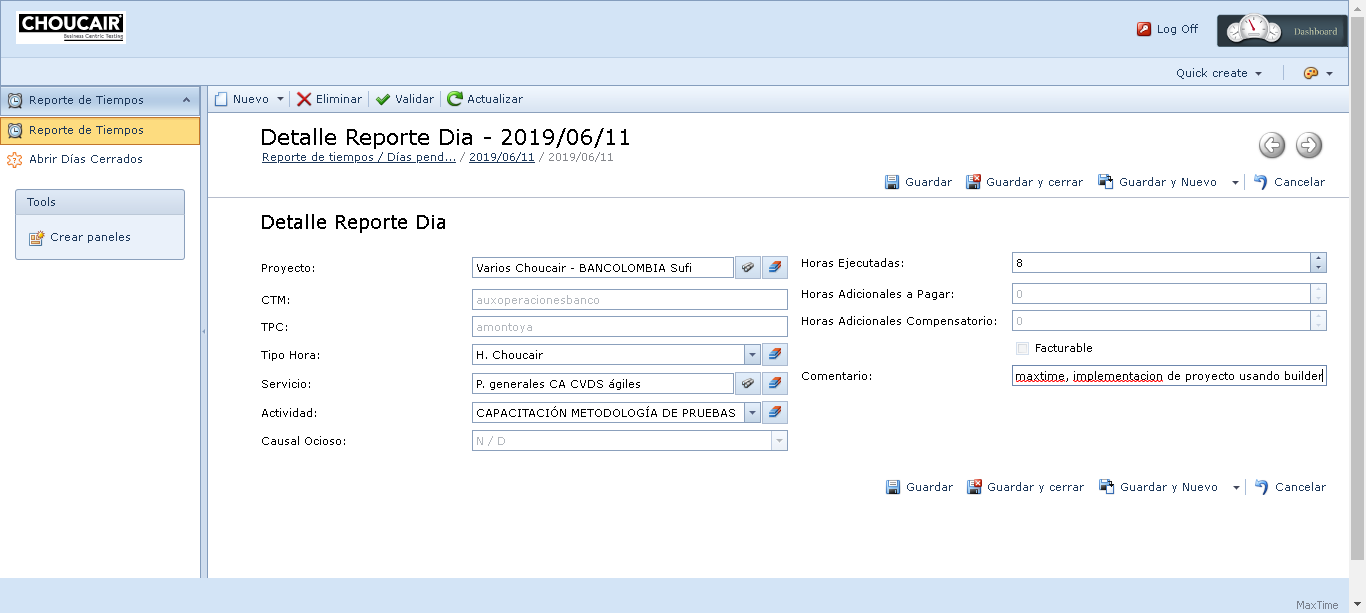 CHOUCAIR
Business Centric Testing
Log Off
Dashboard
Quick create
Reporte de Tiempos
Reporte de Tiempos
Abrir Días Cerrados
Tools
Crear paneles
Nuevo Eliminar Validar Actualizar
Detalle Reporte Dia - 2019/06/11
Reporte de tiempos / Días pend... / 2019/06/11 / 2019/06/11
Guardar Guardar y cerrar Guardar y Nuevo Cancelar
Detalle Reporte Dia
Proyecto: Varios Choucair - BANCOLOMBIA Sufi
CTM: auxoperacionesbanco
TPC: amontoya
Tipo Hora: H. Choucair
Servicio: P. generales CA CVDS ágiles
Actividad: CAPACITACIÓN METODOLOGÍA DE PRUEBAS
Causal Ocioso: N / D
Horas Ejecutadas: 8
Horas Adicionales a Pagar: 0
Horas Adicionales Compensatorio: 0
Facturable
Comentario: maxtime, implementacion de proyecto usando builder
Guardar Guardar y cerrar Guardar y Nuevo Cancelar
MaxTime